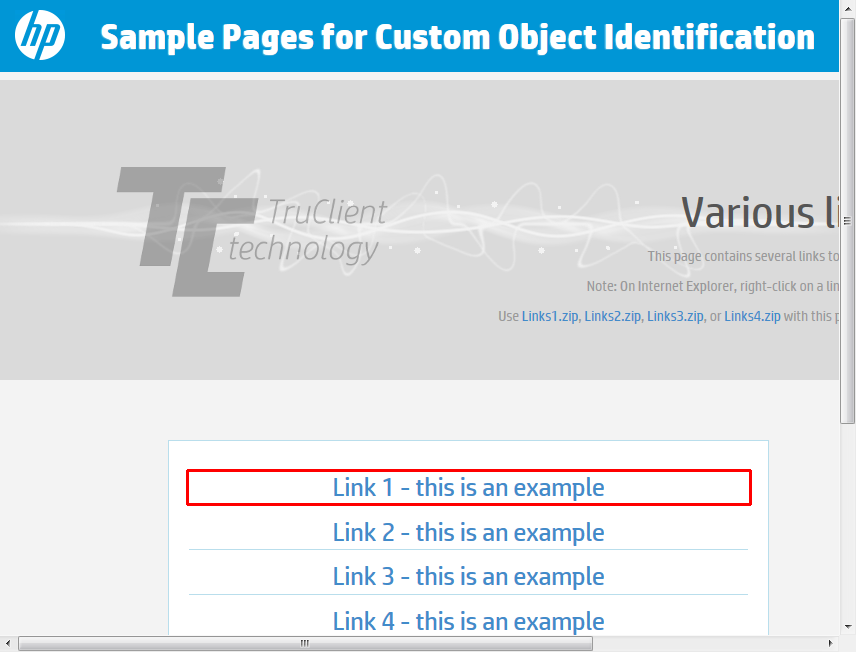 hp
Sample Pages for Custom Object Identification
TC
TruClient
technology
Various
This page contains several links to
Note: On Internet Explorer, right-click on a
Use Links1.zip, Links2.zip, Links3.zip, or Links4.zip with this
Link 1 - this is an example
Link 2 - this is an example
Link 3 - this is an example
Link 4 - this is an example